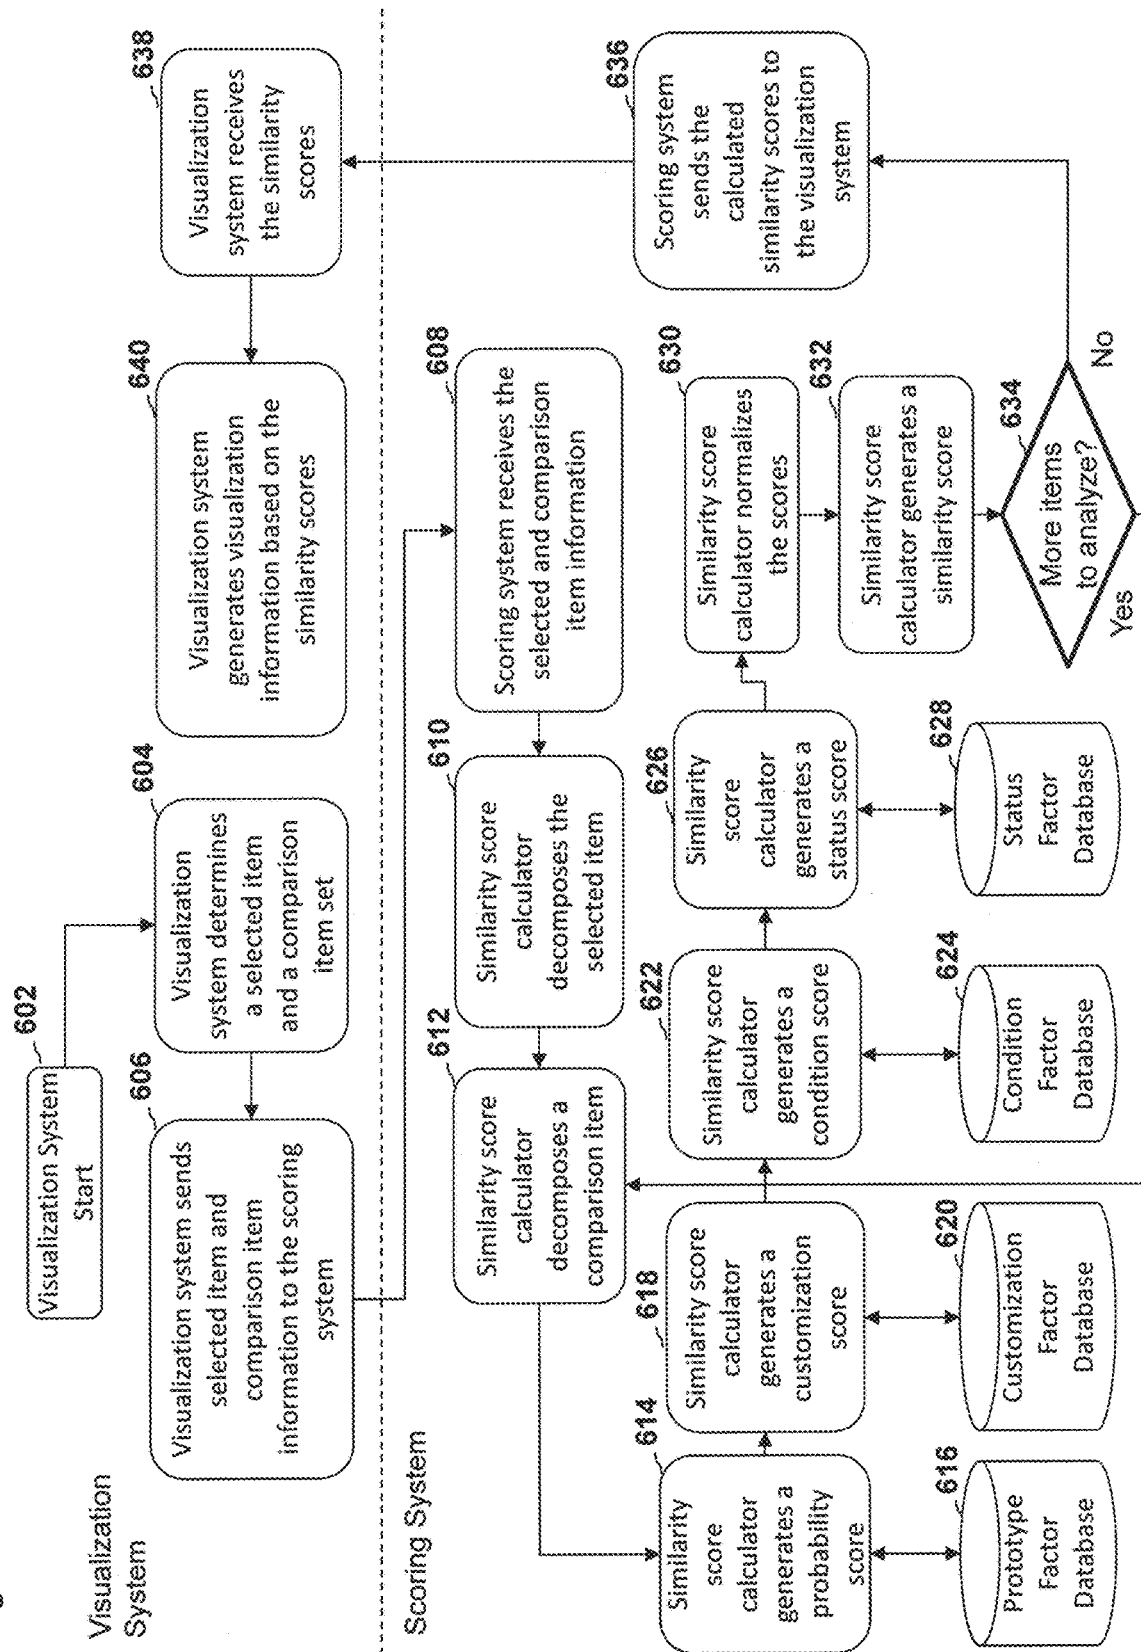 Visualization
System
602
Visualization System
Start
606
Visualization system sends
selected item and
comparison item
information to the scoring
system
604
Visualization
system determines
a selected item
and a comparison
item set
640
Visualization system
generates visualization
information based on the
similarity scores
638
Visualization
system receives
the similarity
scores
Scoring System
612
Similarity score
calculator
decomposes a
comparison item
610
Similarity score
calculator
decomposes the
selected item
608
Scoring system receives the
selected and comparison
item information
614
Similarity
score
calculator
generates a
probability
score
618
Similarity score
calculator
generates a
customization
score
622
Similarity score
calculator
generates a
condition score
626
Similarity
score
calculator
generates a
status score
630
Similarity score
calculator normalizes
the scores
632
Similarity score
calculator generates a
similarity score
634
More items
to analyze?
Yes
No
636
Scoring system
sends the
calculated
similarity scores to
the visualization
system
616
Prototype
Factor
Database
620
Customization
Factor
Database
624
Condition
Factor
Database
628
Status
Factor
Database